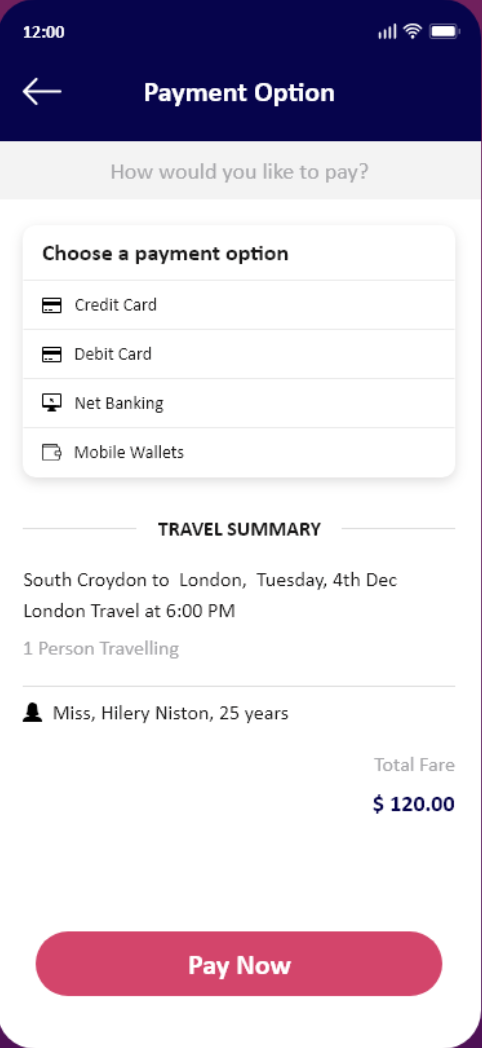 12:00
Payment Option
How would you like to pay?
Choose a payment option
Credit Card
Debit Card
Net Banking
Mobile Wallets
TRAVEL SUMMARY
South Croydon to  London,  Tuesday, 4th Dec
London Travel at 6:00 PM
1 Person Travelling
Miss, Hilery Niston, 25 years
Total Fare
$ 120.00
Pay Now